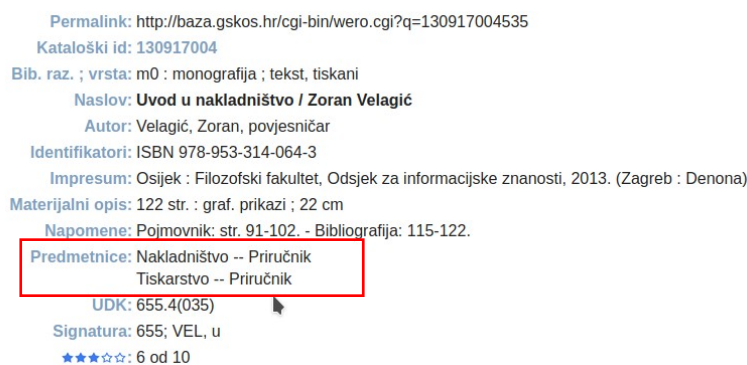 Permalink: http://baza.gskos.hr/cgi-bin/wero.cgi?q=130917004535
Kataloški id: 130917004
Bib. raz. ; vrsta: m0 : monografija ; tekst, tiskani
Naslov: Uvod u nakladništvo / Zoran Velagić
Autor: Velagić, Zoran, povjesničar
Identifikatori: ISBN 978-953-314-064-3
Impresum: Osijek : Filozofski fakultet, Odsjek za informacijske znanosti, 2013. (Zagreb : Denona)
Materijalni opis: 122 str. : graf. prikazi ; 22 cm
Napomene: Pojmovnik: str. 91-102. - Bibliografija: 115-122.
Predmetnice: Nakladništvo -- Priručnik
Tiskarstvo -- Priručnik
UDK: 655.4(035)
Signatura: 655; VEL, u
★★★☆☆: 6 od 10